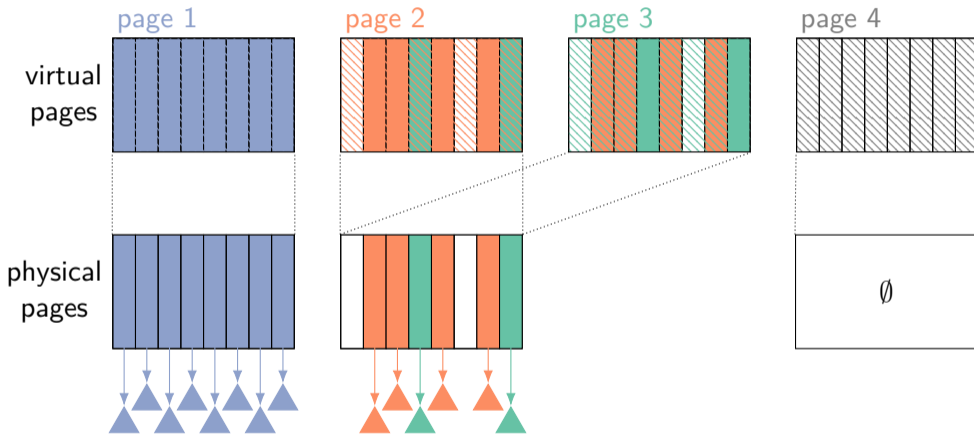 page 1
page 2
page 3
page 4
virtual
pages
physical
pages
∅